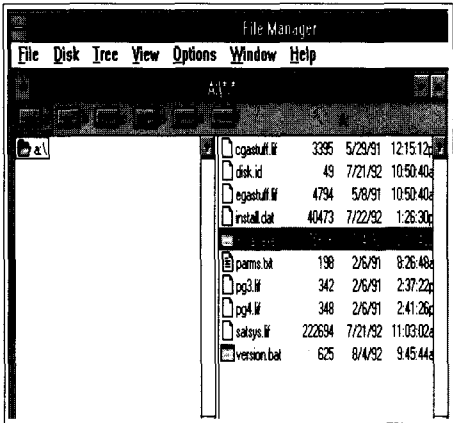 File Manager
File Disk Tree View Options Window Help
A:\*.*
a:\
cgastuff.lif 3395 5/29/91 12:15:12p
disk.id 49 7/21/92 10:50:40a
egastuff.lif 4794 5/8/91 10:50:40a
install.dat 40473 7/22/92 1:26:30p
parms.txt 198 2/6/91 8:26:48a
pg3.lif 342 2/6/91 2:37:22p
pg4.lif 348 2/6/91 2:41:26p
satsys.lif 222694 7/21/92 11:03:02a
version.bat 625 8/4/92 9:45:44a